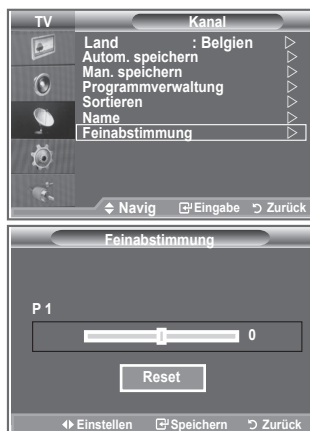 TV Kanal
Land : Belgien
Autom. speichern
Man. speichern
Programmverwaltung
Sortieren
Name
Feinabstimmung
Navig Eingabe Zurück
Feinabstimmung
P 1
0
Reset
Einstellen Speichern Zurück